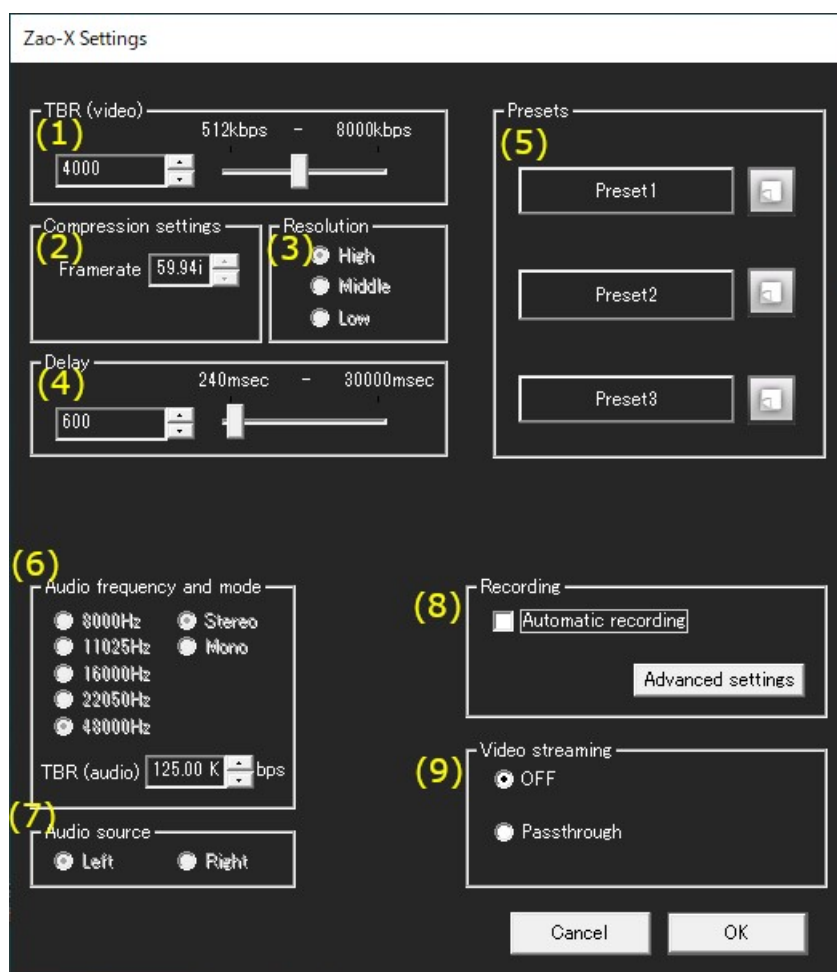 Zao-X Settings
TBR (video)
(1)
512kbps - 8000kbps
4000
Compression settings
(2)
Framerate 59.94i
Resolution
(3)
High
Middle
Low
Delay
(4)
240msec - 30000msec
600
Presets
(5)
Preset1
Preset2
Preset3
(6)
Audio frequency and mode
8000Hz Stereo
11025Hz Mono
16000Hz
22050Hz
48000Hz
TBR (audio) 125.00 K bps
(7)
Audio source
Left Right
Recording
(8)
Automatic recording
Advanced settings
Video streaming
(9)
OFF
Passthrough
Cancel OK